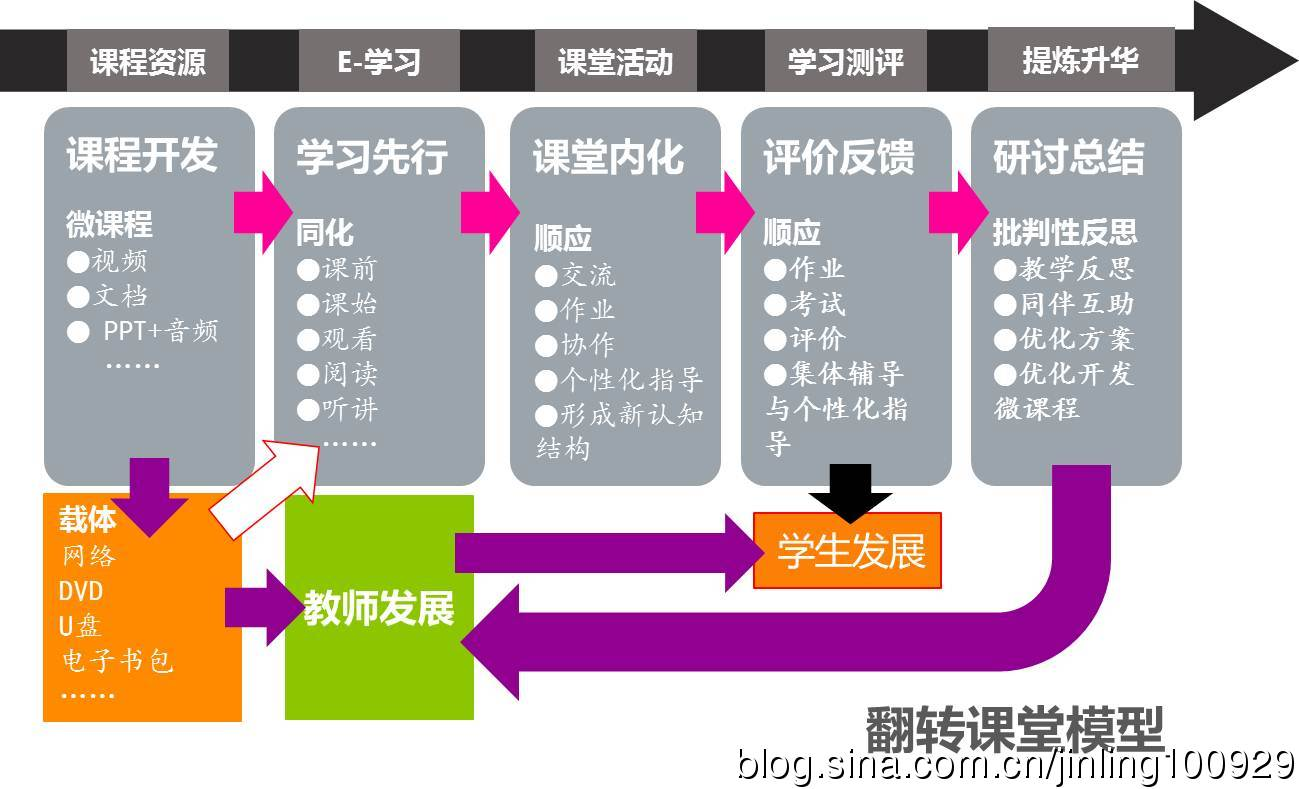 课程资源
E-学习
课堂活动
学习测评
提炼升华
课程开发
微课程
●视频
●文档
● PPT+音频
……
学习先行
同化
●课前
●课始
●观看
●阅读
●听讲
……
课堂内化
顺应
●交流
●作业
●协作
●个性化指导
●形成新认知
结构
评价反馈
顺应
●作业
●考试
●评价
●集体辅导
与个性化指
导
研讨总结
批判性反思
●教学反思
●同伴互助
●优化方案
●优化开发
微课程
载体
网络
DVD
U盘
电子书包
……
教师发展
学生发展
翻转课堂模型
blog.sina.com.cn/jinling100929